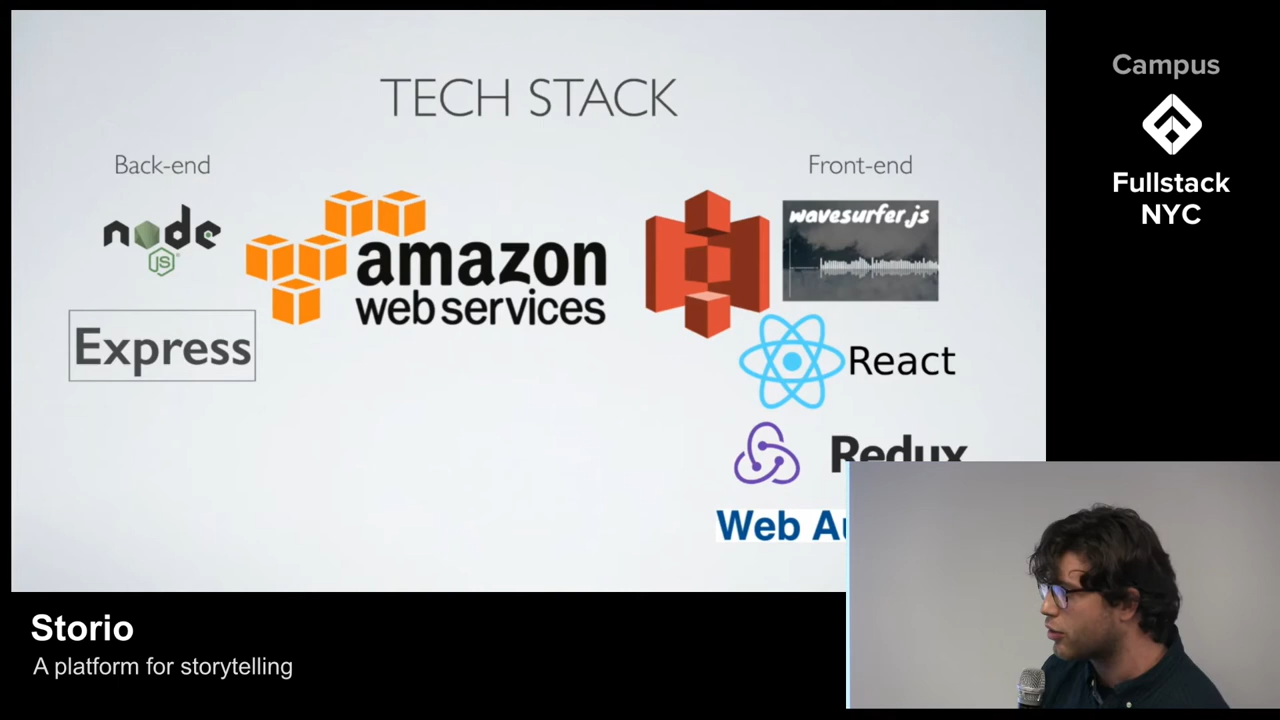 TECH STACK
Back-end
Front-end
node
JS
amazon
web services
wavesurfer.js
Express
React
Redux
Web
Campus
Fullstack
NYC
Storio
A platform for storytelling